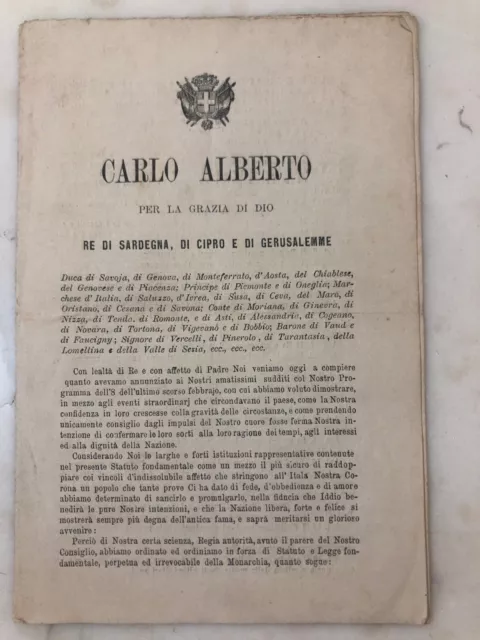 CARLO ALBERTO
PER LA GRAZIA DI DIO
RE DI SARDEGNA, DI CIPRO E DI GERUSALEMME
Duca di Savoja, di Genova, di Monteferrato, d'Aosta, del Chiablese,
del Genovese e di Piacenza; Principe di Piemonte e di Oneglia; Mar-
chese d'Italia, di Saluzzo, d'Ivrea, di Susa, di Ceva, del Maro, di
Oristano, di Cesana e di Savona; Conte di Moriana, di Ginevra, di
Nizza, di Tenda, di Romonte, e di Asti, di Alessandria, di Goceano,
di Novara, di Tortona, di Vigevano e di Bobbio; Barone di Vaud e
di Faucigny; Signore di Vercelli, di Pinerolo, di Tarantasia, della
Lomellina e della Valle di Sesia, ecc., ecc., ecc.
Con lealtà di Re e con affetto di Padre Noi veniamo oggi a compiere
quanto avevamo annunziato ai Nostri amatissimi sudditi col Nostro Pro-
gramma dell'8 dell'ultimo scorso febbrajo, con cui abbiamo voluto dimostrare,
in mezzo agli eventi straordinarj che circondavano il paese, come la Nostra
confidenza in loro crescesse colla gravità delle circostanze, e come prendendo
unicamente consiglio dagli impulsi del Nostro cuore fosse ferma Nostra in-
tenzione di conformare le loro sorti alla loro ragione dei tempi, agli interessi
ed alla dignità della Nazione.
Considerando Noi le larghe e forti istituzioni rappresentative contenute
nel presente Statuto fondamentale come un mezzo il più sicuro di raddop-
piare coi vincoli d'indissolubile affetto che stringono all' Itala Nostra Co-
rona un popolo che tante prove Ci ha dato di fede, d'obbedienza e di amore
abbiamo determinato di sancirlo e promulgarlo, nella fiducia che Iddio be-
nedirà le pure Nostre intenzioni, e che la Nazione libera, forte e felice si
mostrerà sempre più degna dell'antica fama, e saprà meritarsi un glorioso
avvenire:
Perciò di Nostra certa scienza, Regia autorità, avuto il parere del Nostro
Consiglio, abbiamo ordinato ed ordiniamo in forza di Statuto e Legge fon-
damentale, perpetua ed irrevocabile della Monarchia, quanto segue: